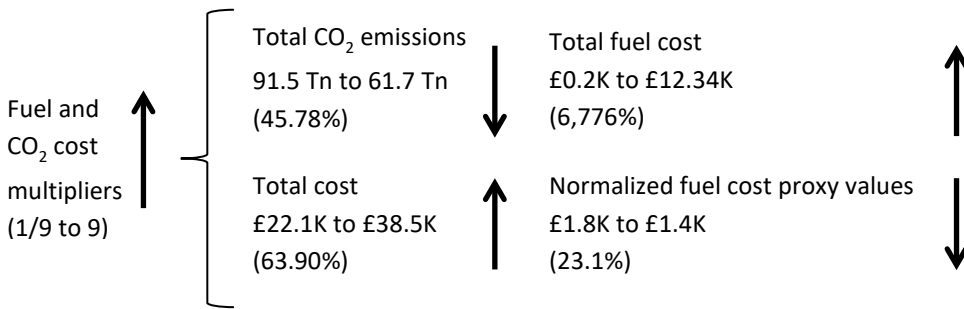 Fuel and
CO₂ cost
multipliers
(1/9 to 9)
Total CO₂ emissions
91.5 Tn to 61.7 Tn
(45.78%)
Total fuel cost
£0.2K to £12.34K
(6,776%)
Total cost
£22.1K to £38.5K
(63.90%)
Normalized fuel cost proxy values
£1.8K to £1.4K
(23.1%)